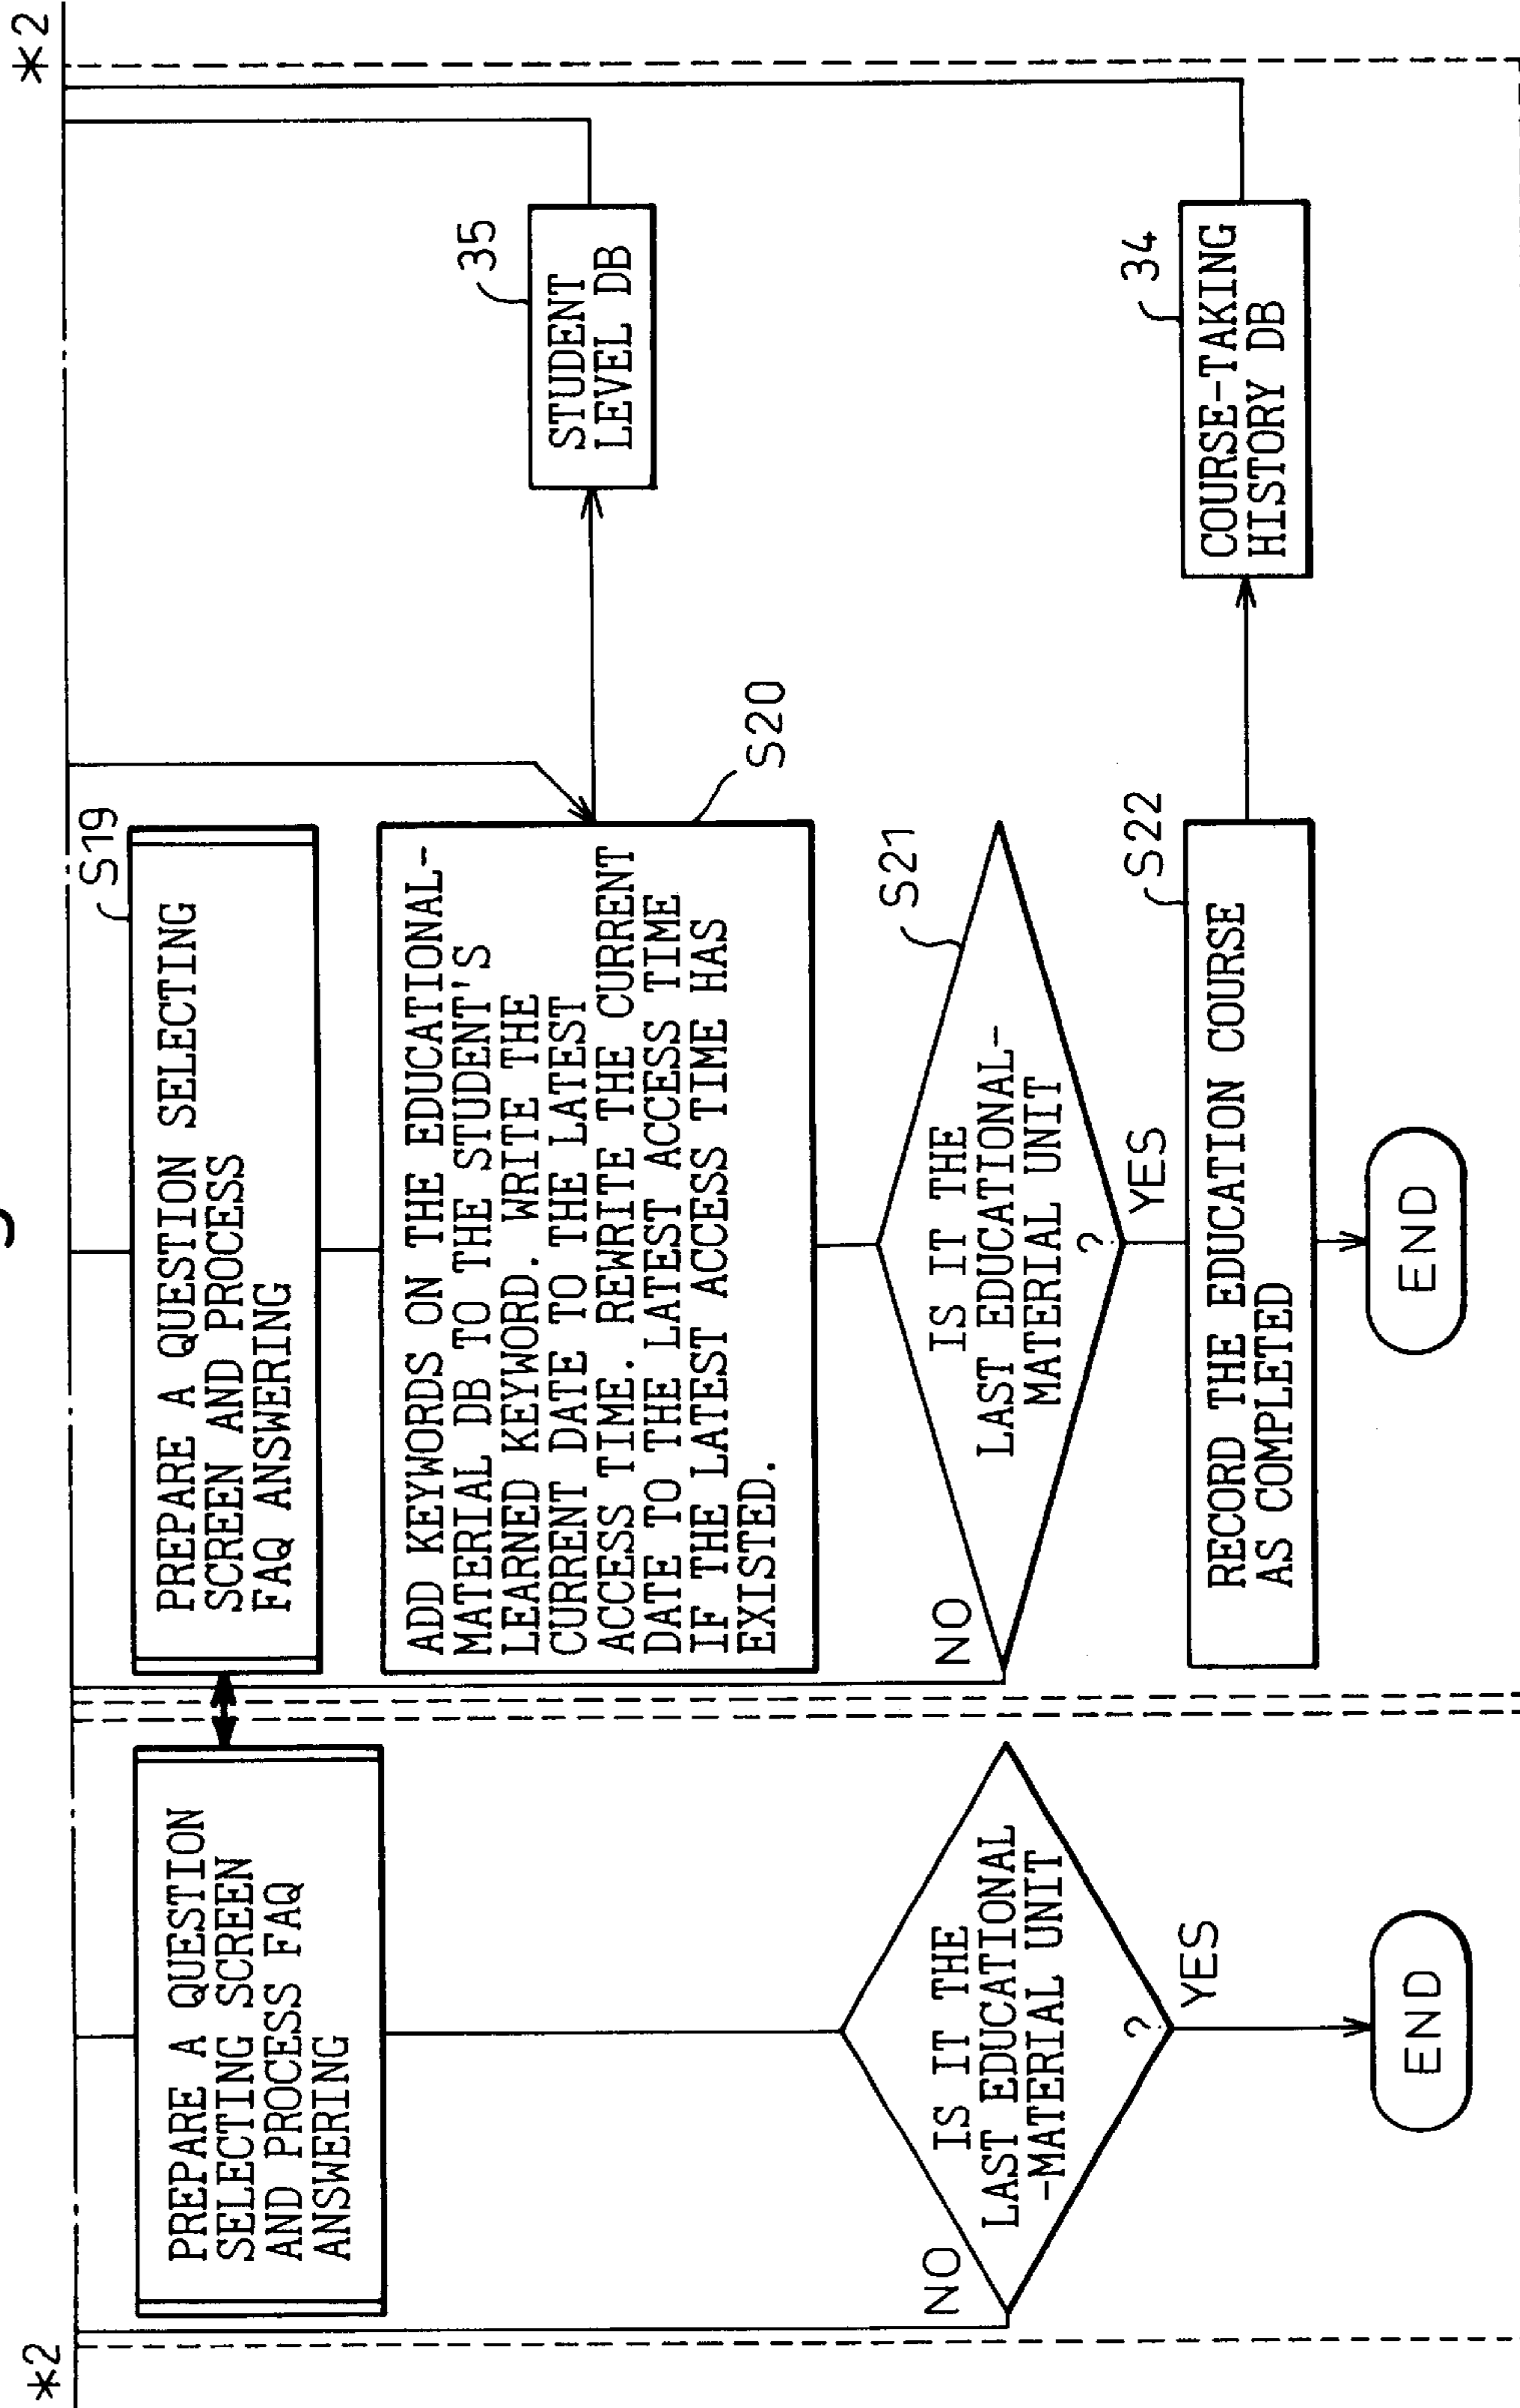 *2
*2
PREPARE A QUESTION
SELECTING SCREEN
AND PROCESS FAQ
ANSWERING
NO
IS IT THE
LAST EDUCATIONAL
-MATERIAL UNIT
?
YES
END
S19
PREPARE A QUESTION SELECTING
SCREEN AND PROCESS
FAQ ANSWERING
ADD KEYWORDS ON THE EDUCATIONAL-
MATERIAL DB TO THE STUDENT'S
LEARNED KEYWORD. WRITE THE
CURRENT DATE TO THE LATEST
ACCESS TIME. REWRITE THE CURRENT
DATE TO THE LATEST ACCESS TIME
IF THE LATEST ACCESS TIME HAS
EXISTED.
S20
NO
IS IT THE
LAST EDUCATIONAL-
MATERIAL UNIT
?
S21
YES
S22
RECORD THE EDUCATION COURSE
AS COMPLETED
END
35
STUDENT
LEVEL DB
34
COURSE-TAKING
HISTORY DB